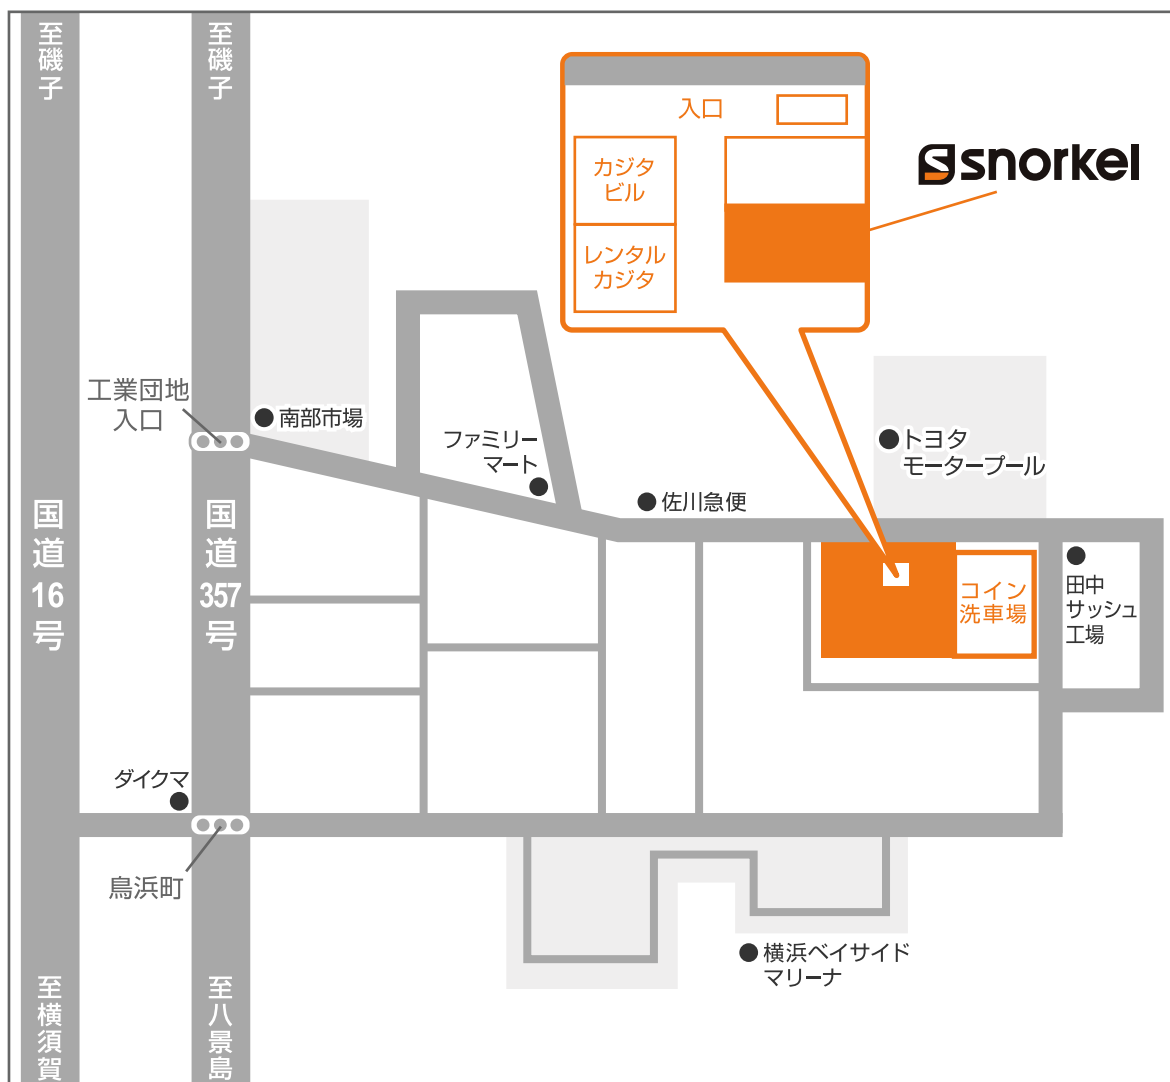 至磯子
至磯子
入口
カジタ
ビル
レンタル
カジタ
snorkel
工業団地
入口
南部市場
ファミリー
マート
トヨタ
モータープール
佐川急便
国道16号
国道357号
コイン
洗車場
田中
サッシュ
工場
ダイクマ
鳥浜町
横浜ベイサイド
マリーナ
至横須賀
至八景島